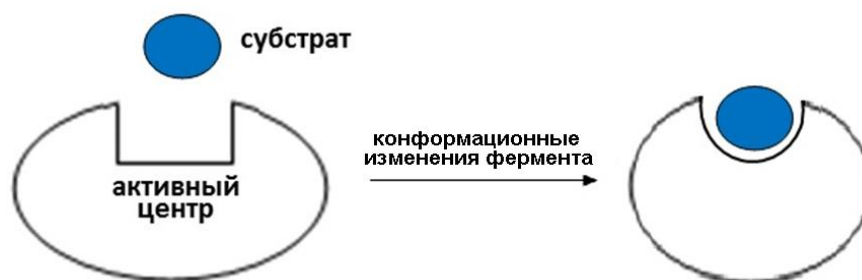 субстрат
активный
центр
конформационные
изменения фермента